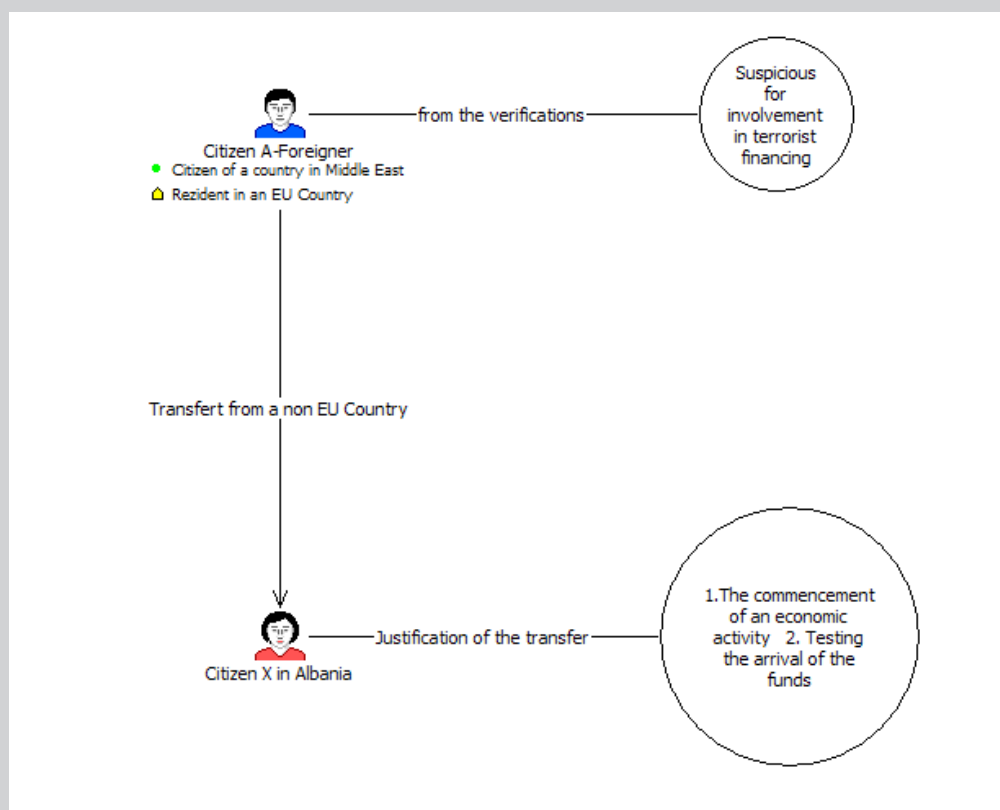 Suspicious
for
involvement
in terrorist
financing
from the verifications
Citizen A-Foreigner
Citizen of a country in Middle East
Rezident in an EU Country
Transfert from a non EU Country
1.The commencement
of an economic
activity 2. Testing
the arrival of the
funds
Justification of the transfer
Citizen X in Albania